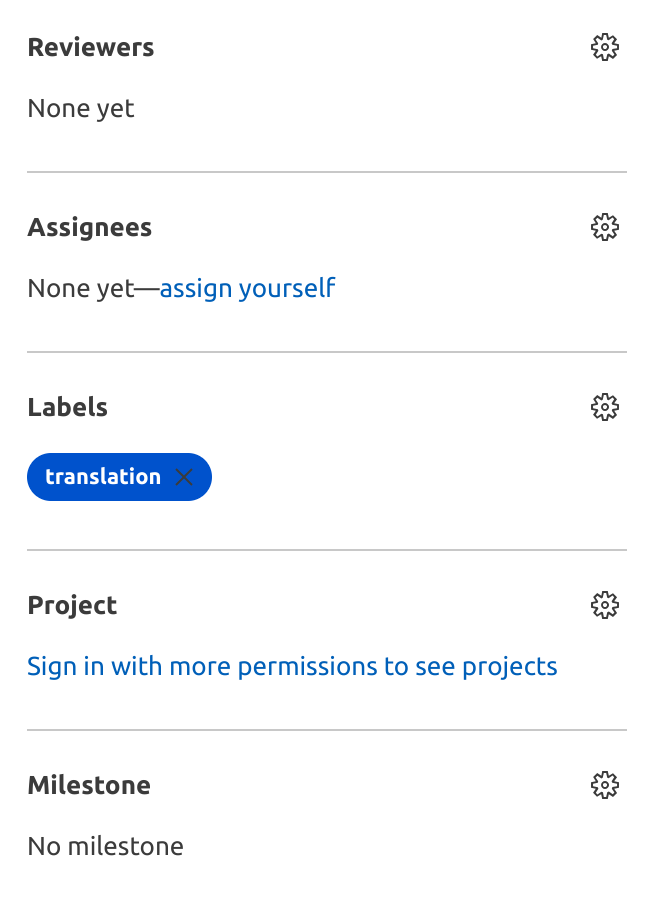 Reviewers
None yet
Assignees
None yet—assign yourself
Labels
translation
Project
Sign in with more permissions to see projects
Milestone
No milestone